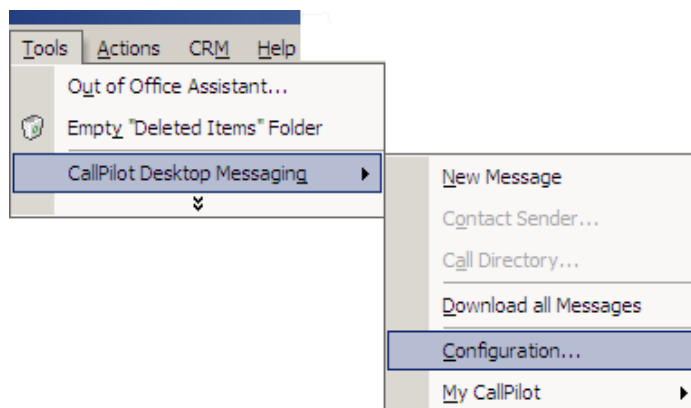 Tools Actions CRM Help
Out of Office Assistant...
Empty "Deleted Items" Folder
CallPilot Desktop Messaging
New Message
Contact Sender...
Call Directory...
Download all Messages
Configuration...
My CallPilot